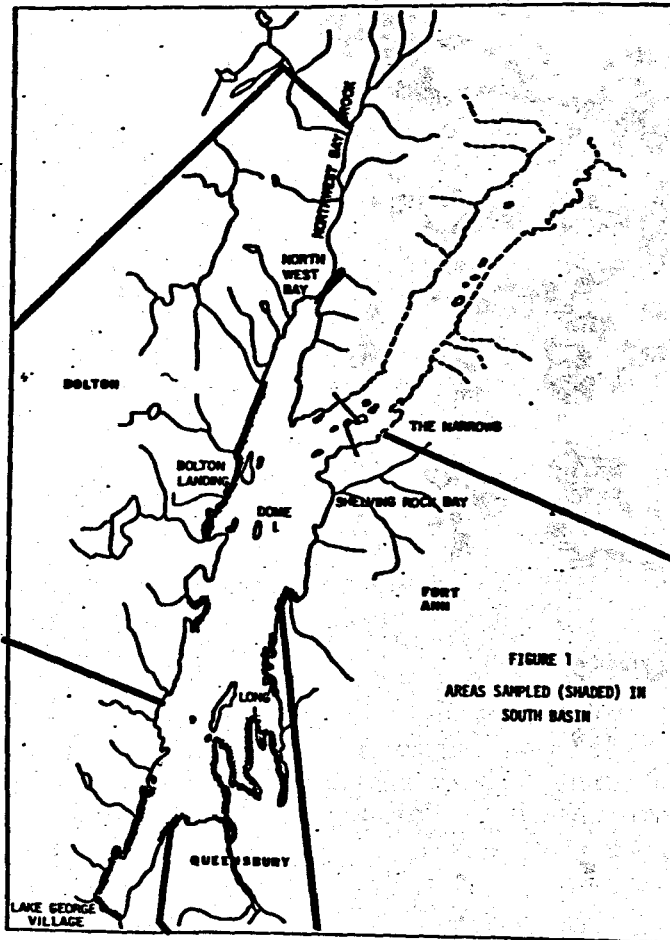 NORTHWEST BAY BROOK
NORTH
WEST
BAY
BOLTON
THE NARROWS
BOLTON
LANDING
SHELVING ROCK BAY
DOME
I.
FORT
ANN
FIGURE 1
AREAS SAMPLED (SHADED) IN
SOUTH BASIN
LONG
I
QUEENSBURY
LAKE GEORGE
VILLAGE